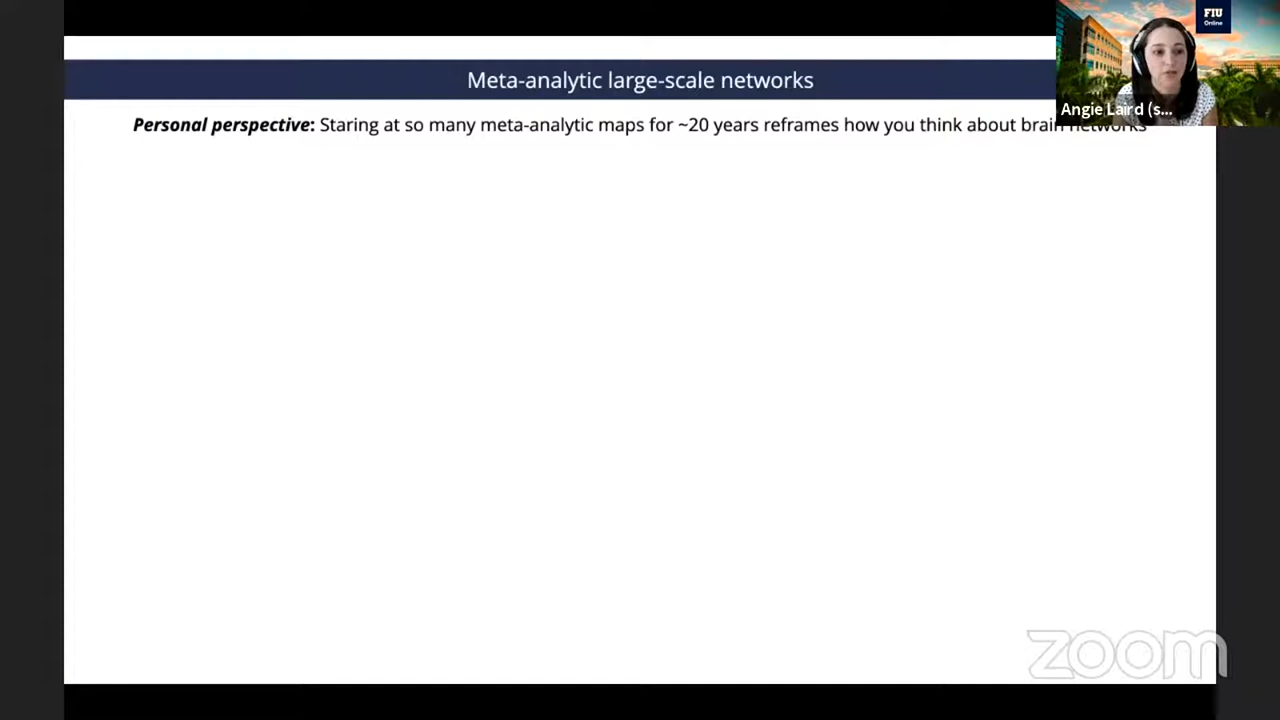 FIU
Online
Meta-analytic large-scale networks
Angie Laird (s...
Personal perspective: Staring at so many meta-analytic maps for ~20 years reframes how you think about brain networks
zoom